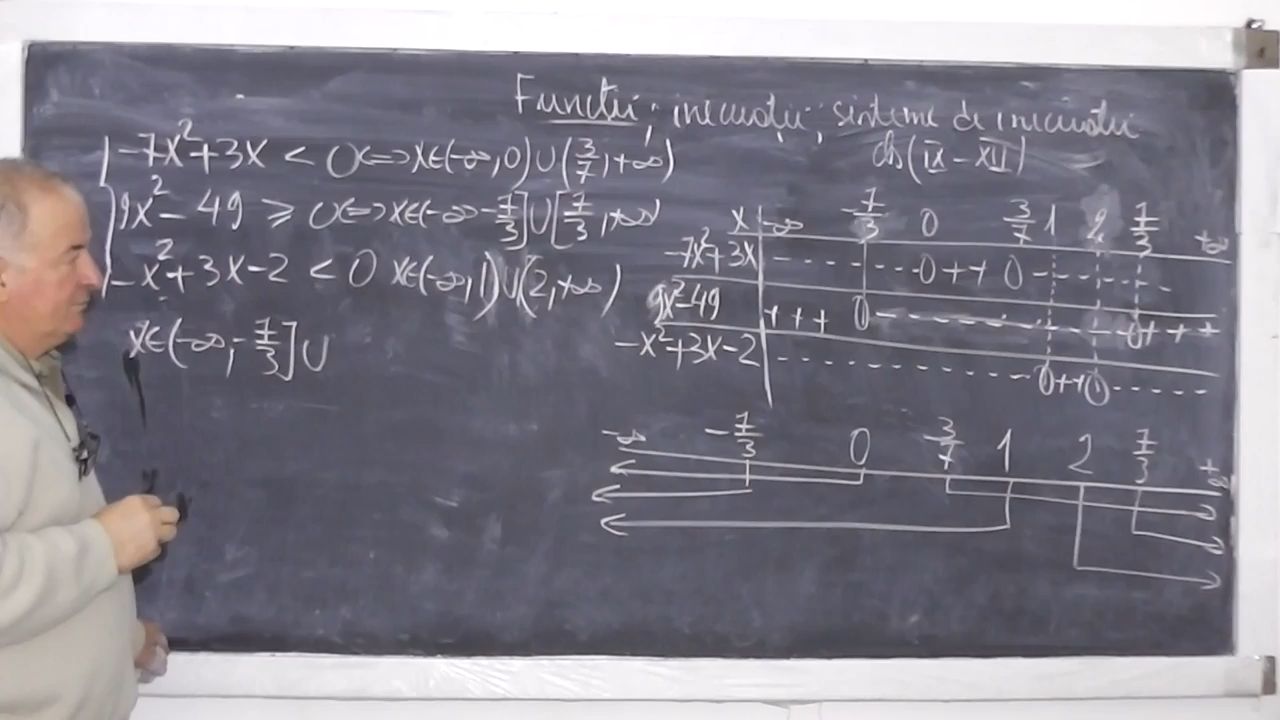 Funcții; inecuații; sisteme de inecuații
cls (IX - XII)
-7x²+3x < 0 <=> x∈(-∞, 0) ∪ (3/7, +∞)
9x² - 49 ≥ 0 <=> x∈(-∞ -7/3] ∪ [7/3, +∞)
-x²+3x-2 < 0 x∈(-∞, 1) ∪ (2, +∞)
x∈(-∞; -7/3] ∪
x -∞ -7/3 0 3/7 1 2 7/3 +∞
-7x²+3x - - - - - - - 0 + + 0 - - - - - -
9x²-49 + + + 0 - - - - - - - - 0 + + +
-x²+3x-2 - - - - - - - - - - - 0 + + 0 - - - - -
-∞ -7/3 0 3/7 1 2 7/3 +∞